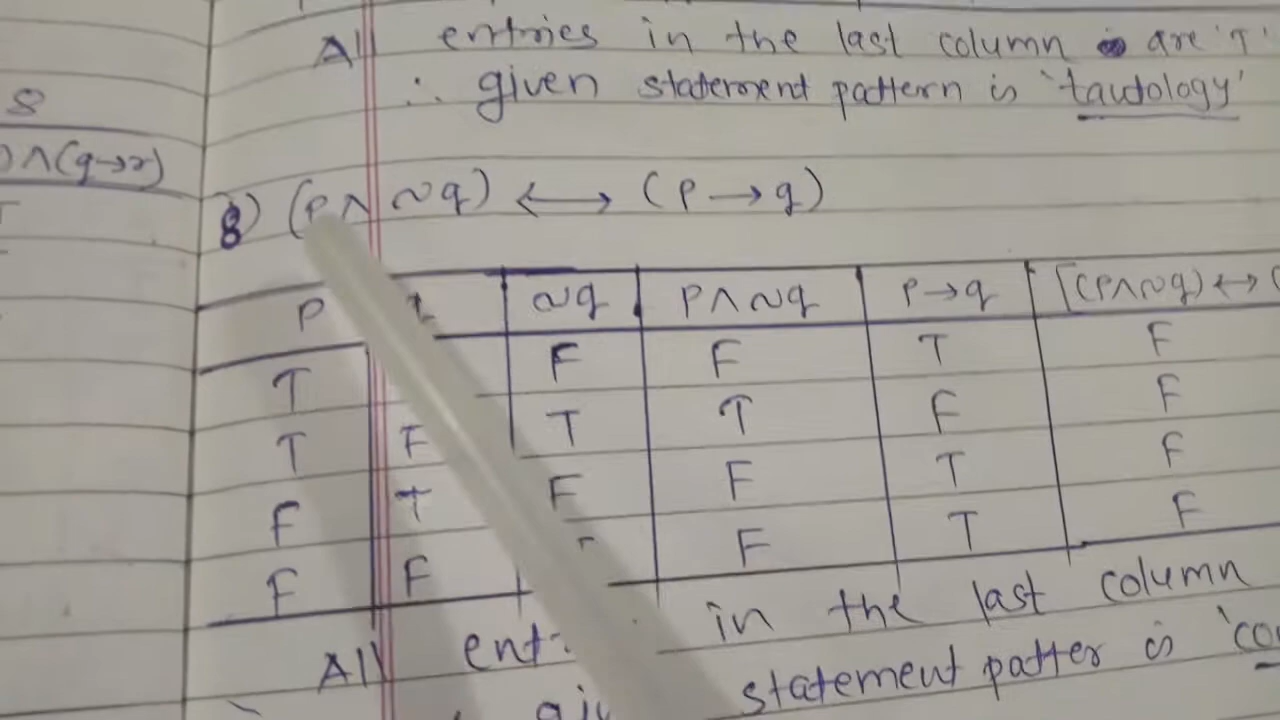 All entries in the last column are 'T'
∴ given statement pattern is 'tautology'
S
)∧(q→r)
8) (p∧~q) ↔ (p→q)
P ~q P∧~q P→q [(P∧~q)↔(
T F F T F
T F T T F F
F T F F T F
F F F T F
All in the last column
statement patter is